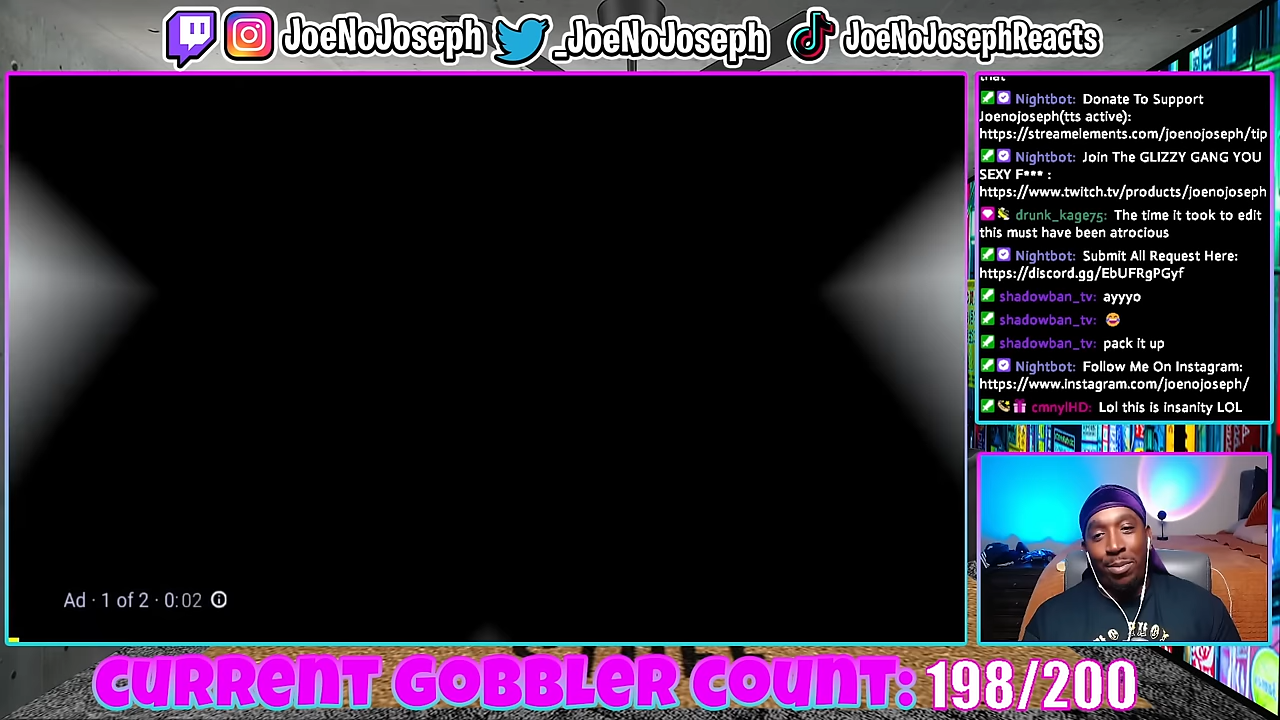 JoeNoJoseph _JoeNoJoseph JoeNoJosephReacts
that
Nightbot: Donate To Support
Joenojoseph(tts active):
https://streamelements.com/joenojoseph/tip
Nightbot: Join The GLIZZY GANG YOU
SEXY F*** :
https://www.twitch.tv/products/joenojoseph
drunk_kage75: The time it took to edit
this must have been atrocious
Nightbot: Submit All Request Here:
https://discord.gg/EbUFRgPGyf
shadowban_tv: ayyyo
shadowban_tv: 😂
shadowban_tv: pack it up
Nightbot: Follow Me On Instagram:
https://www.instagram.com/joenojoseph/
cmnylHD: Lol this is insanity LOL
Ad · 1 of 2 · 0:02
CURRENT GOBBLER COUNT: 198/200